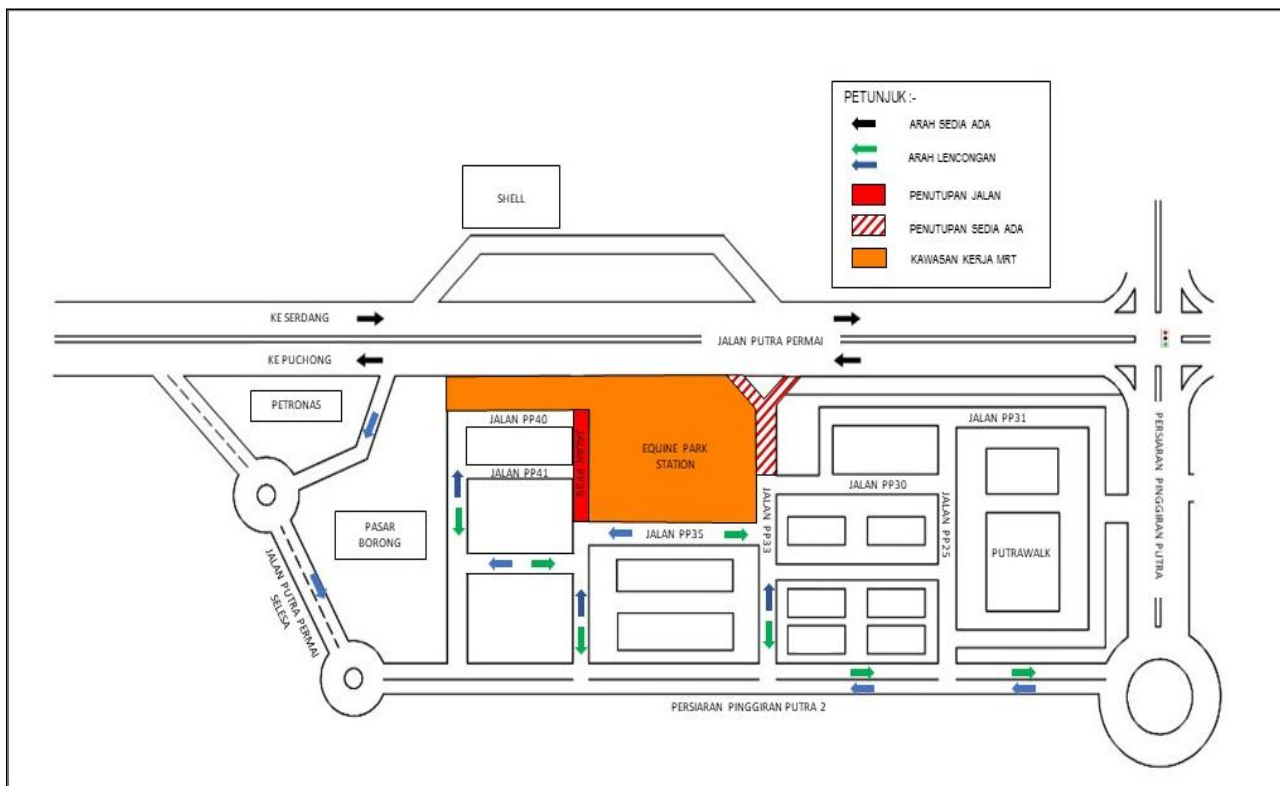 PETUNJUK :-
ARAH SEDIA ADA
ARAH LENCONGAN
PENUTUPAN JALAN
PENUTUPAN SEDIA ADA
KAWASAN KERJA MRT
SHELL
KE SERDANG
JALAN PUTRA PERMAI
KE PUCHONG
PETRONAS
JALAN PP40
JALAN PP41
JALAN PP39
EQUINE PARK
STATION
JALAN PP31
JALAN PP30
JALAN PP33
JALAN PP25
PUTRAWALK
PERSIARAN PINGGIRAN PUTRA
PASAR
BORONG
JALAN PP35
JALAN PUTRA PERMAI
SELESA
PERSIARAN PINGGIRAN PUTRA 2